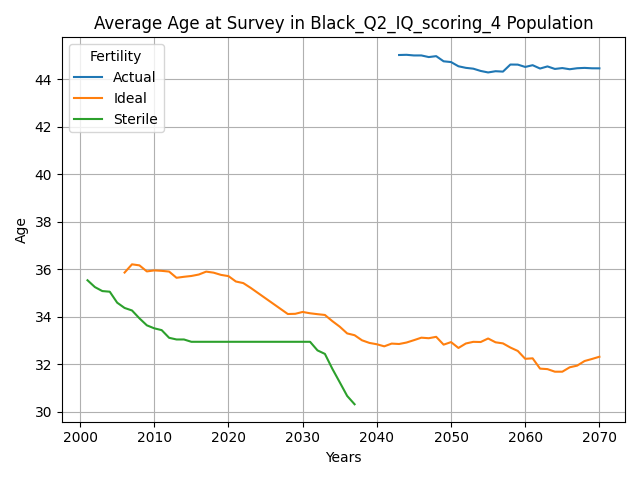 Average Age at Survey in Black_Q2_IQ_scoring_4 Population
Fertility
Actual
Ideal
Sterile
Age
44
42
40
38
36
34
32
30
2000 2010 2020 2030 2040 2050 2060 2070
Years